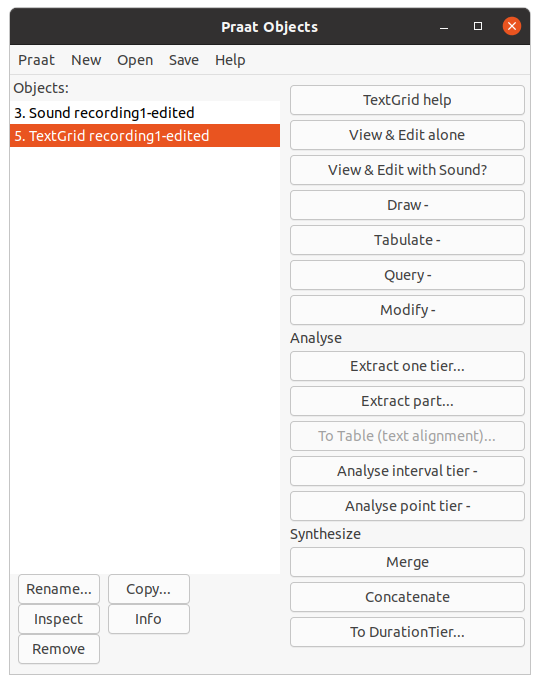 Praat Objects
Praat New Open Save Help
Objects:
3. Sound recording1-edited
5. TextGrid recording1-edited
TextGrid help
View & Edit alone
View & Edit with Sound?
Draw -
Tabulate -
Query -
Modify -
Analyse
Extract one tier...
Extract part...
To Table (text alignment)...
Analyse interval tier -
Analyse point tier -
Synthesize
Merge
Concatenate
To DurationTier...
Rename... Copy...
Inspect Info
Remove